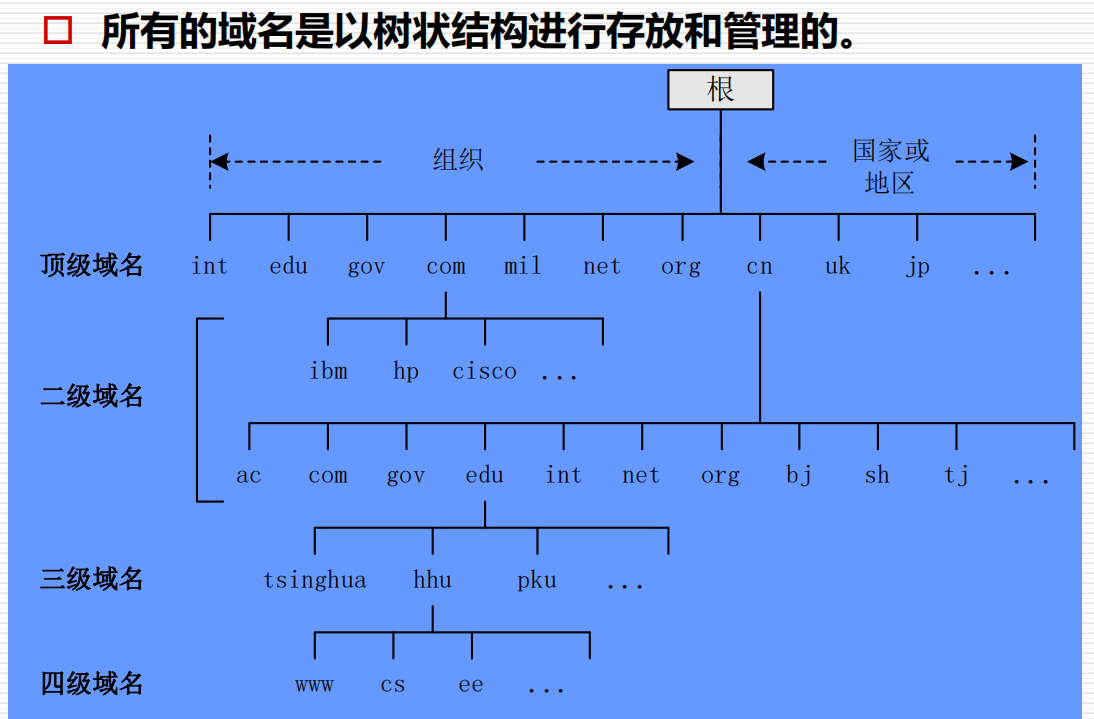 所有的域名是以树状结构进行存放和管理的。
根
组织
国家或
地区
顶级域名 int edu gov com mil net org cn uk jp ...
ibm hp cisco ...
二级域名
ac com gov edu int net org bj sh tj ...
三级域名 tsinghua hhu pku ...
四级域名 www cs ee ...